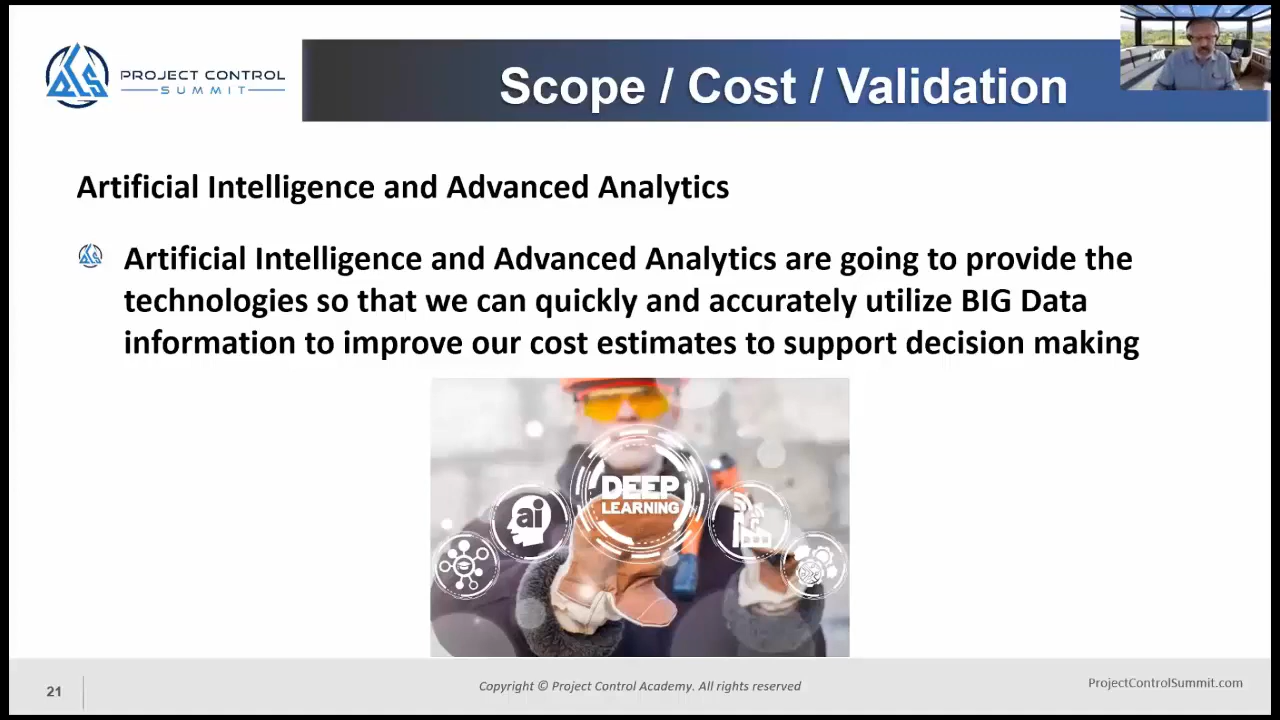 PROJECT CONTROL
SUMMIT
Scope / Cost / Validation
Artificial Intelligence and Advanced Analytics
Artificial Intelligence and Advanced Analytics are going to provide the
technologies so that we can quickly and accurately utilize BIG Data
information to improve our cost estimates to support decision making
DEEP
LEARNING
ai
21
Copyright © Project Control Academy. All rights reserved
ProjectControlSummit.com